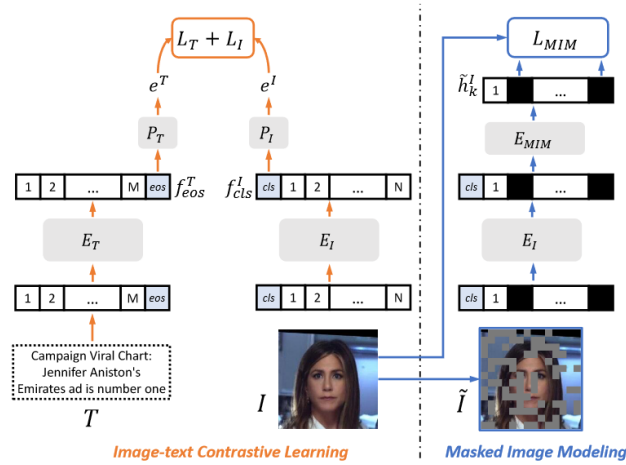 L_T + L_I
L_MIM
e^T
e^I
h̃_k^I
1 ...
P_T
P_I
E_MIM
1 2 ... M eos
f_eos^T
f_cls^I
cls 1 2 ... N
cls 1 ...
E_T
E_I
E_I
1 2 ... M eos
cls 1 2 ... N
cls 1 ...
Campaign Viral Chart:
Jennifer Aniston's
Emirates ad is number one
T
I
Ĩ
Image-text Contrastive Learning
Masked Image Modeling